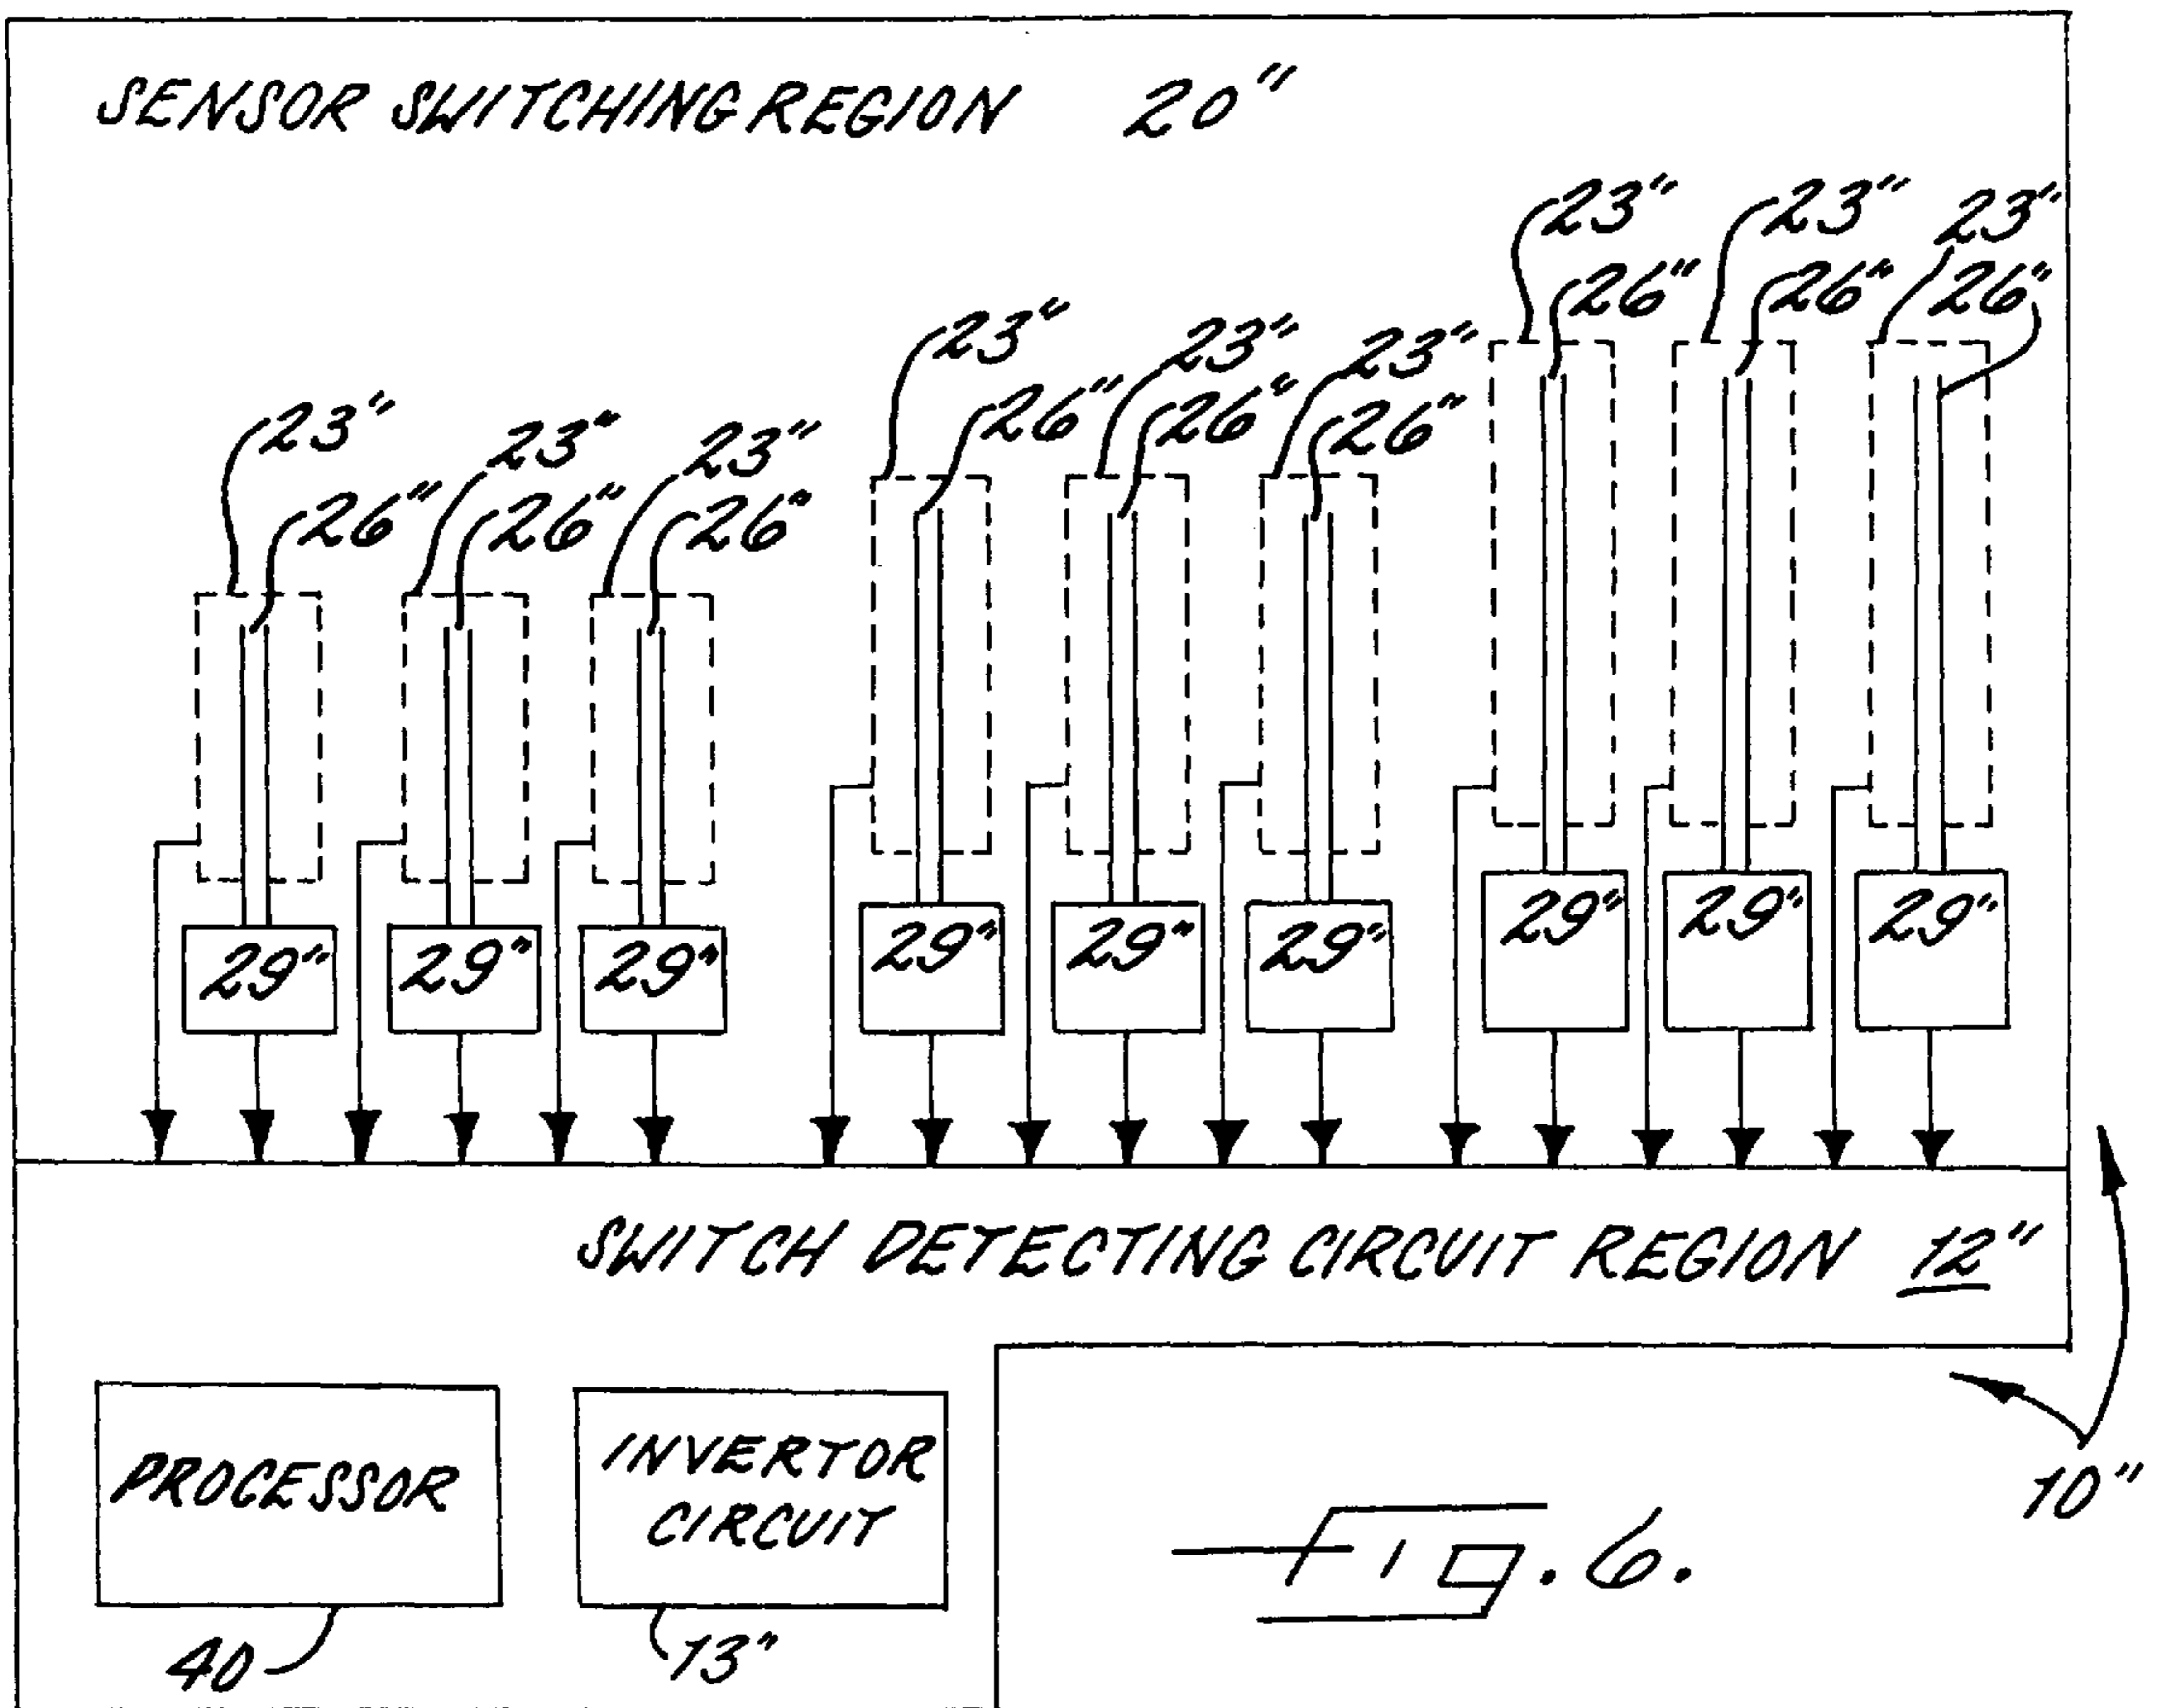 SENSOR SWITCHING REGION 20"
23" 23" 23"
26" 26" 26"
23" 23" 23"
26" 26" 26"
23" 23" 23"
26" 26" 26"
29" 29" 29" 29" 29" 29" 29" 29" 29"
SWITCH DETECTING CIRCUIT REGION 12"
PROCESSOR
40
INVERTOR
CIRCUIT
13"
10"
Fig. 6.